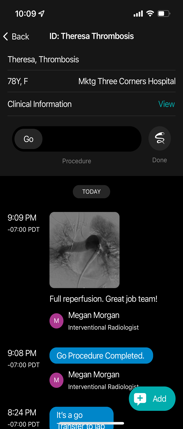 10:09
Back
ID: Theresa Thrombosis
Theresa, Thrombosis
78Y, F
Mktg Three Corners Hospital
Clinical Information
View
Go
Procedure
Done
TODAY
9:09 PM
-07:00 PDT
Full reperfusion. Great job team!
M
Megan Morgan
Interventional Radiologist
9:08 PM
-07:00 PDT
Go Procedure Completed.
M
Megan Morgan
Interventional Radiologist
8:24 PM
-07:00 PDT
It's a go
Transfer to lab
Add